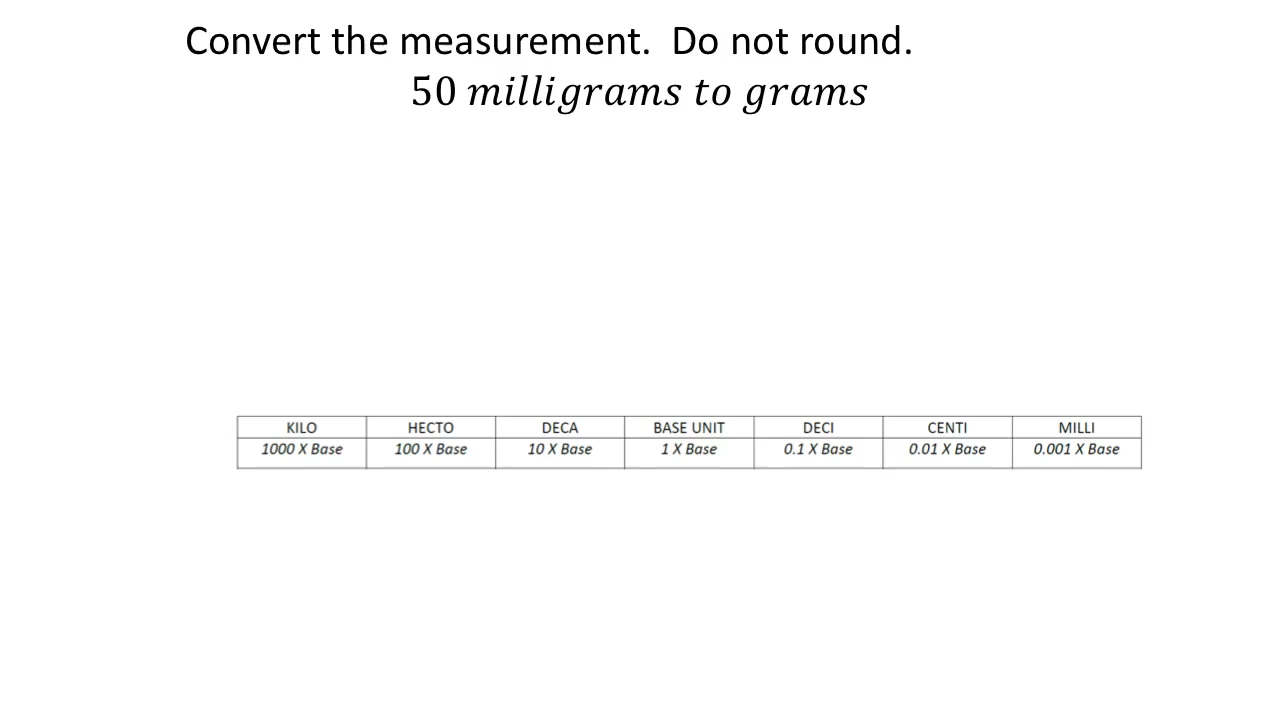 Convert the measurement.  Do not round.
50 milligrams to grams
KILO HECTO DECA BASE UNIT DECI CENTI MILLI
1000 X Base 100 X Base 10 X Base 1 X Base 0.1 X Base 0.01 X Base 0.001 X Base